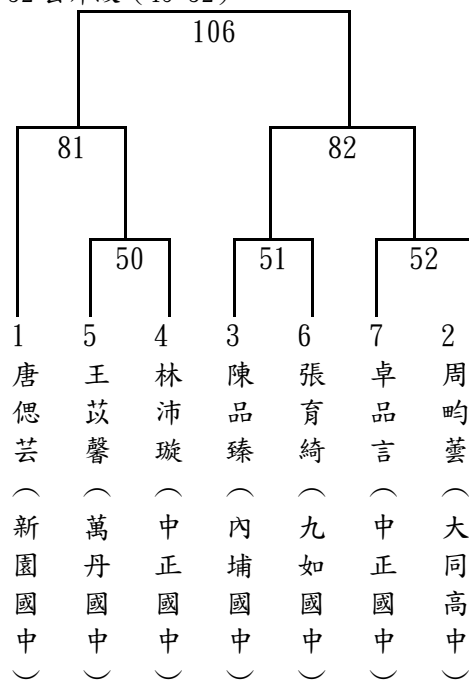 106
81
82
50
51
52
1
5
4
3
6
7
2
唐偲芸（新園國中）
王苡馨（萬丹國中）
林沛璇（中正國中）
陳品臻（內埔國中）
張育綺（九如國中）
卓品言（中正國中）
周畇蕓（大同高中）